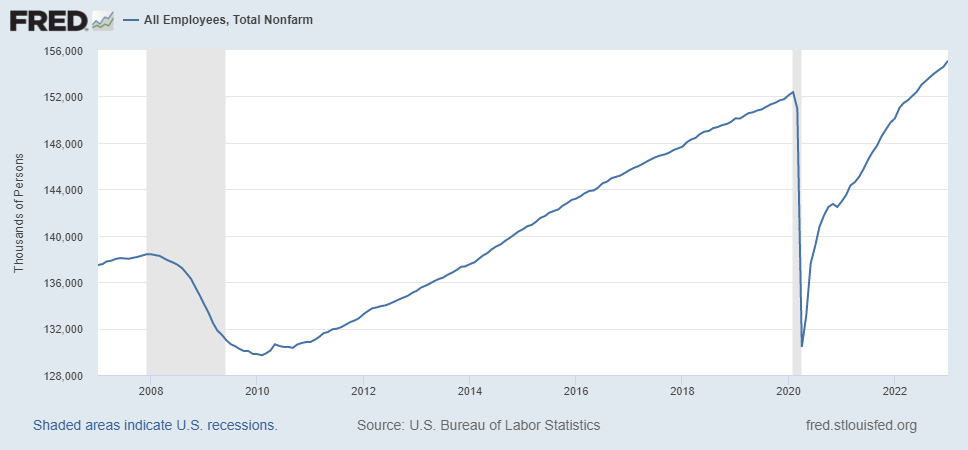 FRED
All Employees, Total Nonfarm
156,000
152,000
148,000
144,000
140,000
136,000
132,000
128,000
Thousands of Persons
2008 2010 2012 2014 2016 2018 2020 2022
Shaded areas indicate U.S. recessions. Source: U.S. Bureau of Labor Statistics fred.stlouisfed.org